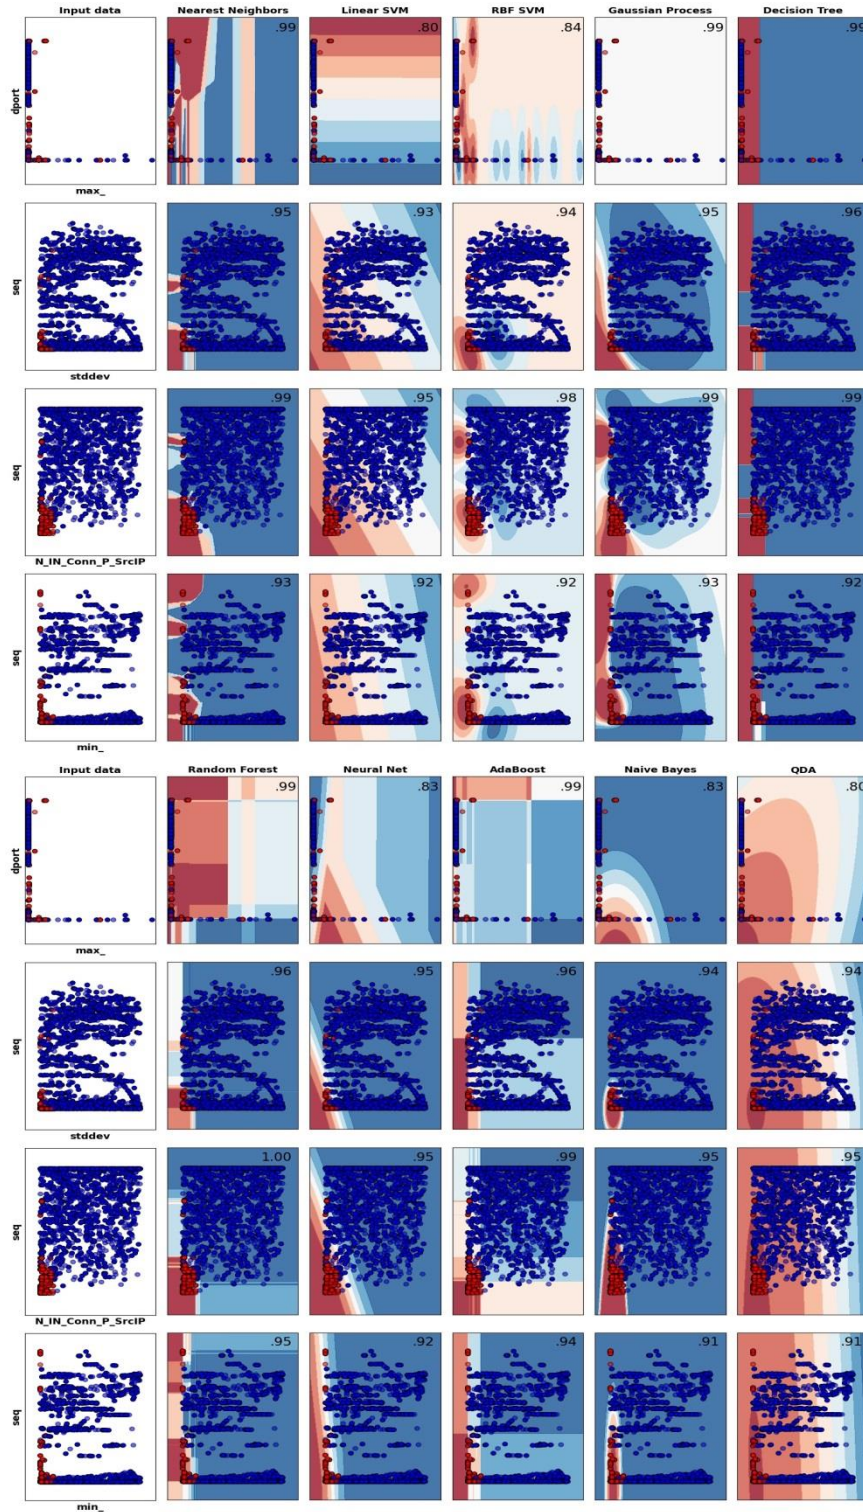 Input data Nearest Neighbors Linear SVM RBF SVM Gaussian Process Decision Tree
.99 .80 .84 .99 .99
dport
max_
.95 .93 .94 .95 .96
seq
stddev
.99 .95 .98 .99 .99
seq
N_IN_Conn_P_SrcIP
.93 .92 .92 .93 .92
seq
min_
Input data Random Forest Neural Net AdaBoost Naive Bayes QDA
.99 .83 .99 .83 .80
dport
max_
.96 .95 .96 .94 .94
seq
stddev
1.00 .95 .99 .95 .95
seq
N_IN_Conn_P_SrcIP
.95 .92 .94 .91 .91
seq
min_